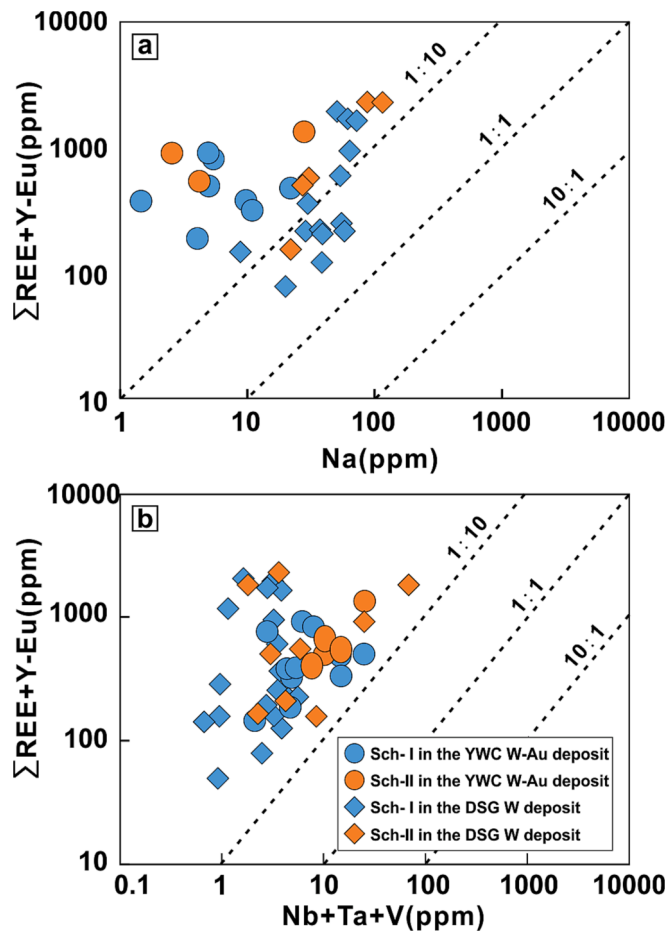 a
∑REE+Y-Eu(ppm)
10000
1000
100
10
1:10
1:1
10:1
1 10 100 1000 10000
Na(ppm)
b
∑REE+Y-Eu(ppm)
10000
1000
100
10
1:10
1:1
10:1
Sch- I in the YWC W-Au deposit
Sch-II in the YWC W-Au deposit
Sch- I in the DSG W deposit
Sch-II in the DSG W deposit
0.1 1 10 100 1000 10000
Nb+Ta+V(ppm)